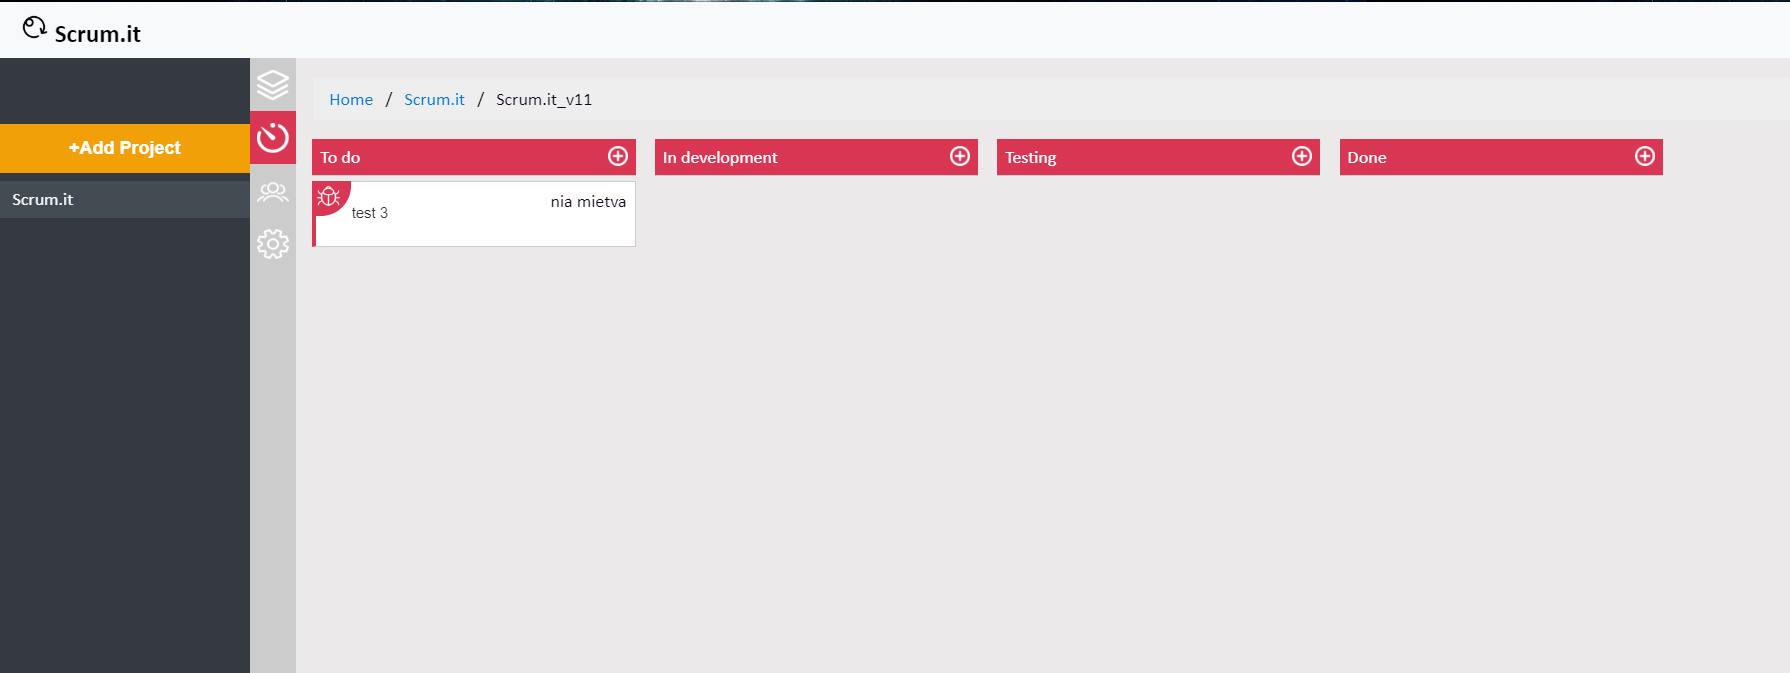 Scrum.it
+Add Project
Scrum.it
Home / Scrum.it / Scrum.it_v11
To do
In development
Testing
Done
test 3
nia mietva